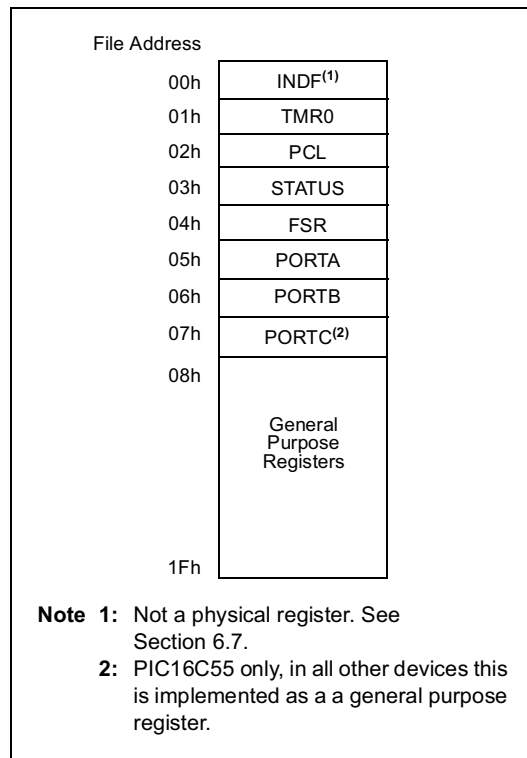 File Address
00h INDF(1)
01h TMR0
02h PCL
03h STATUS
04h FSR
05h PORTA
06h PORTB
07h PORTC(2)
08h
General
Purpose
Registers
1Fh
Note 1: Not a physical register. See
Section 6.7.
2: PIC16C55 only, in all other devices this
is implemented as a a general purpose
register.